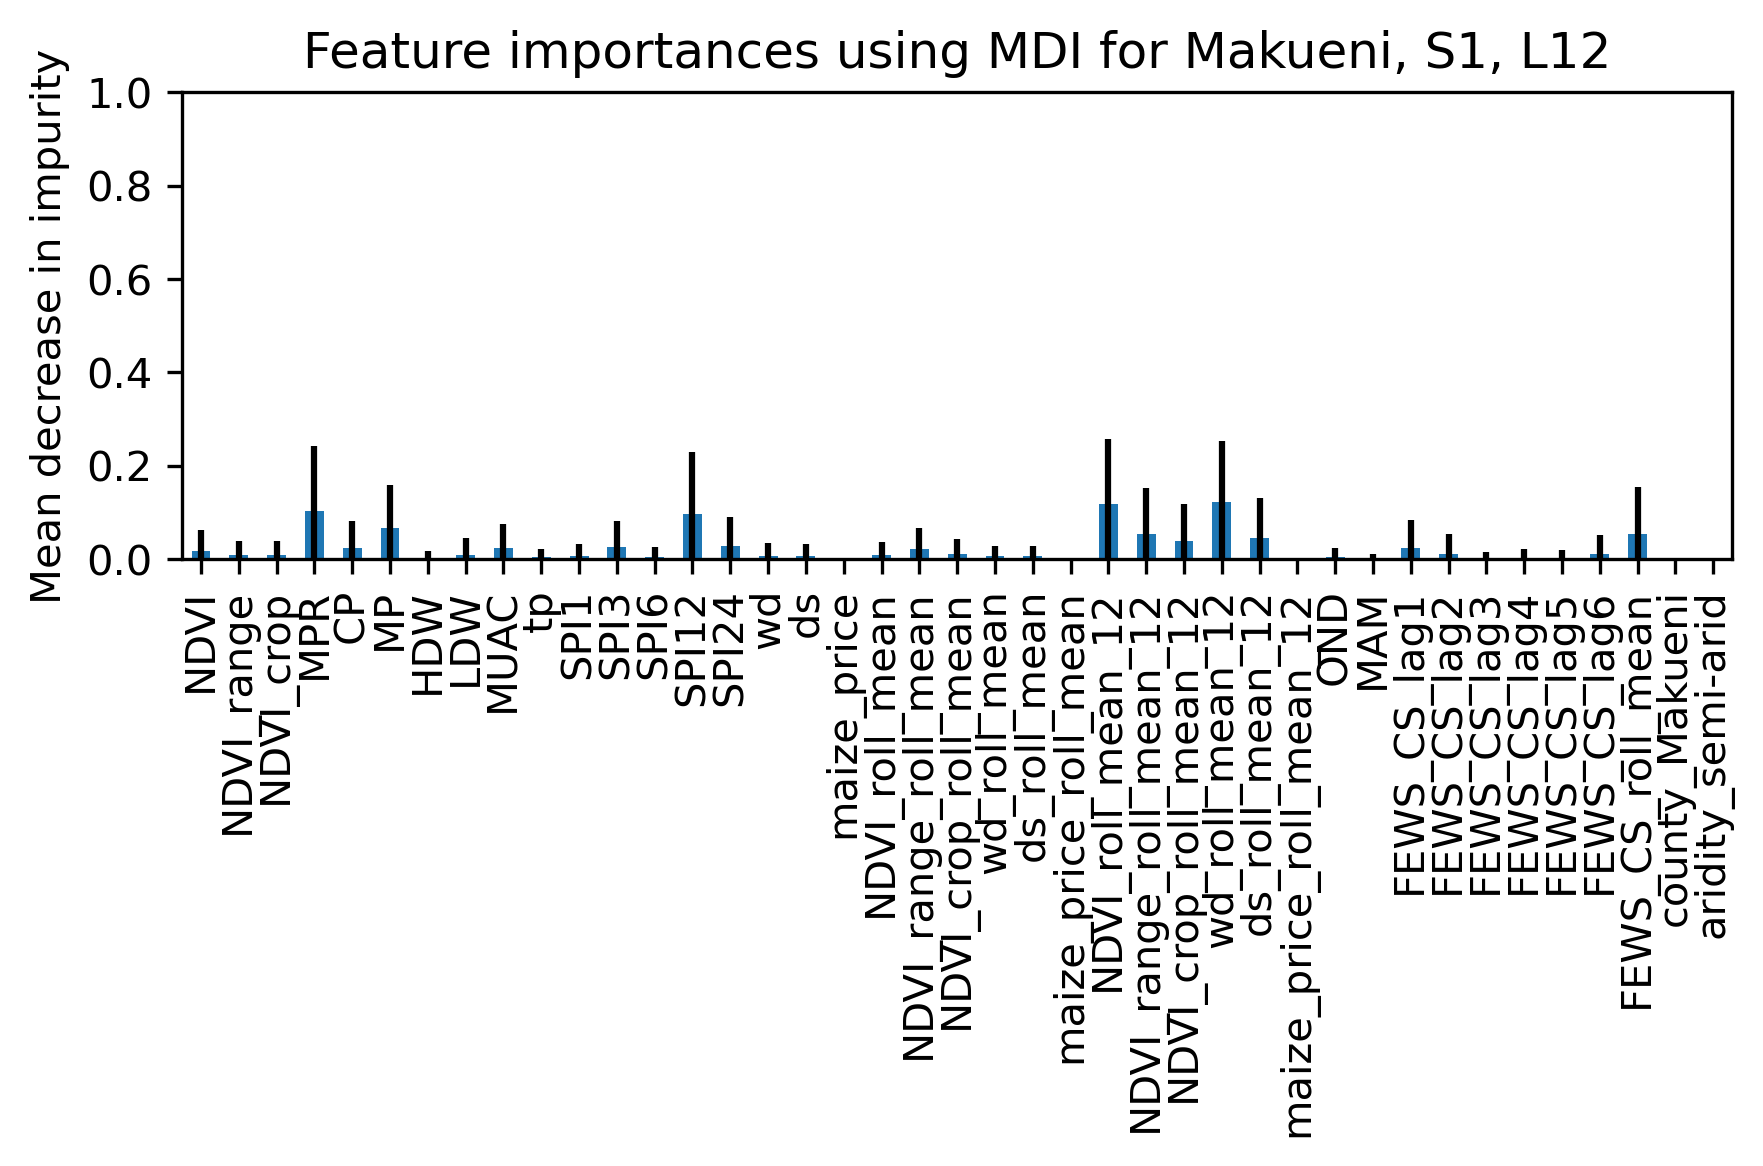 Feature importances using MDI for Makueni, S1, L12
Mean decrease in impurity
1.0
0.8
0.6
0.4
0.2
0.0
NDVI
NDVI_range
NDVI_crop
MPR
CP
MP
HDW
LDW
MUAC
tp
SPI1
SPI3
SPI6
SPI12
SPI24
wd
ds
maize_price
NDVI_roll_mean
NDVI_range_roll_mean
NDVI_crop_roll_mean
wd_roll_mean
ds_roll_mean
maize_price_roll_mean
NDVI_roll_mean_12
NDVI_range_roll_mean_12
NDVI_crop_roll_mean_12
wd_roll_mean_12
ds_roll_mean_12
maize_price_roll_mean_12
OND
MAM
FEWS_CS_lag1
FEWS_CS_lag2
FEWS_CS_lag3
FEWS_CS_lag4
FEWS_CS_lag5
FEWS_CS_lag6
FEWS_CS_roll_mean
county_Makueni
aridity_semi-arid